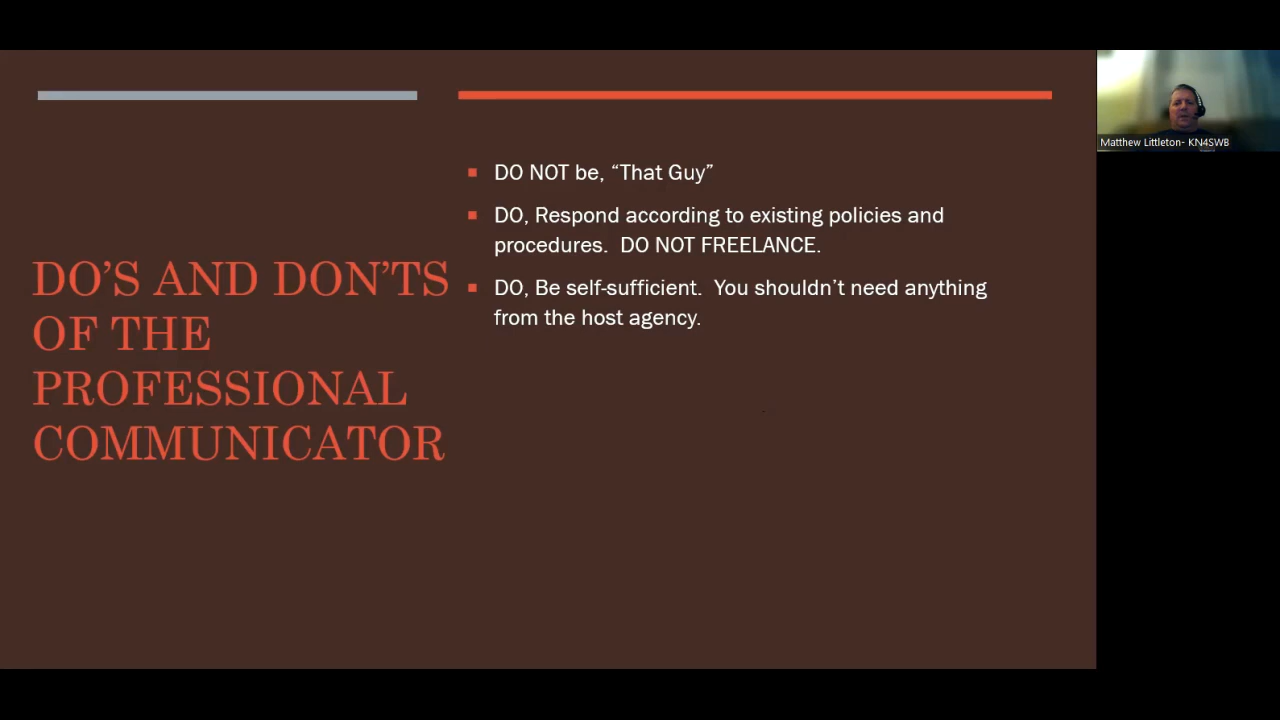 DO'S AND DON'TS
OF THE
PROFESSIONAL
COMMUNICATOR
DO NOT be, “That Guy”
DO, Respond according to existing policies and
procedures.  DO NOT FREELANCE.
DO, Be self-sufficient.  You shouldn't need anything
from the host agency.
Matthew Littleton- KN4SWB